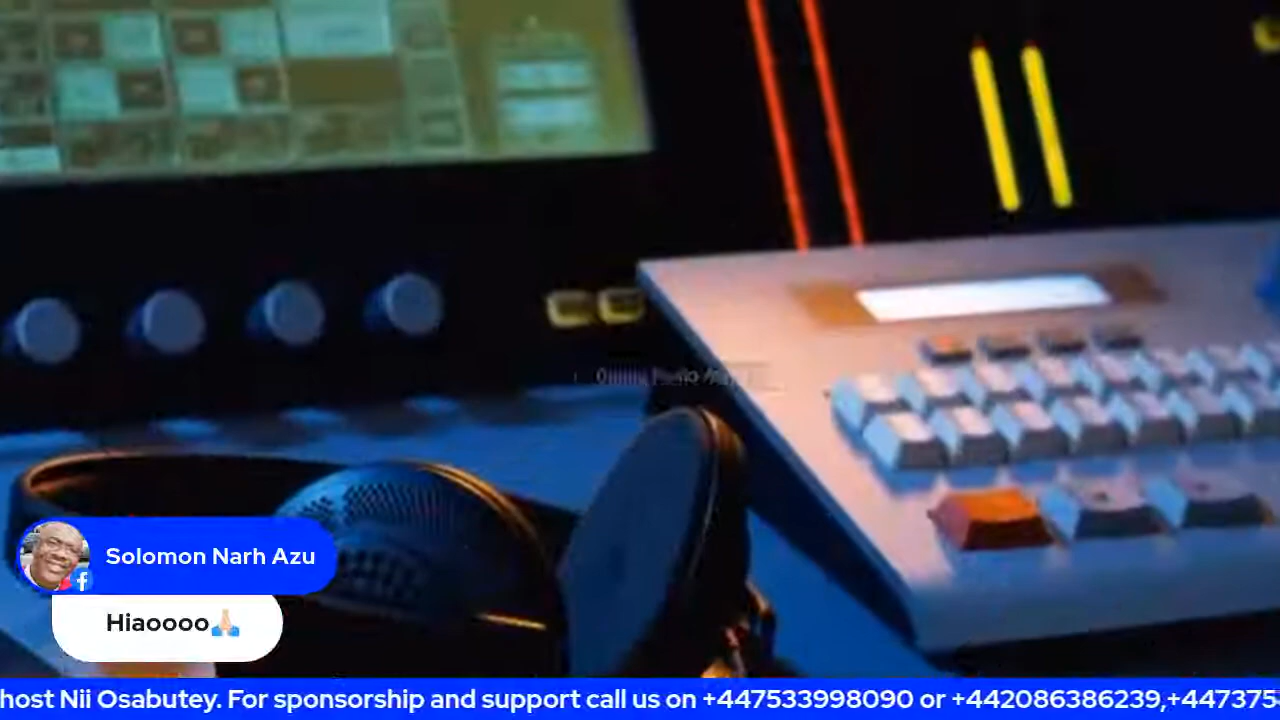 Solomon Narh Azu
Hiaoooo🙏🏻
host Nii Osabutey. For sponsorship and support call us on +447533998090 or +442086386239,+447375